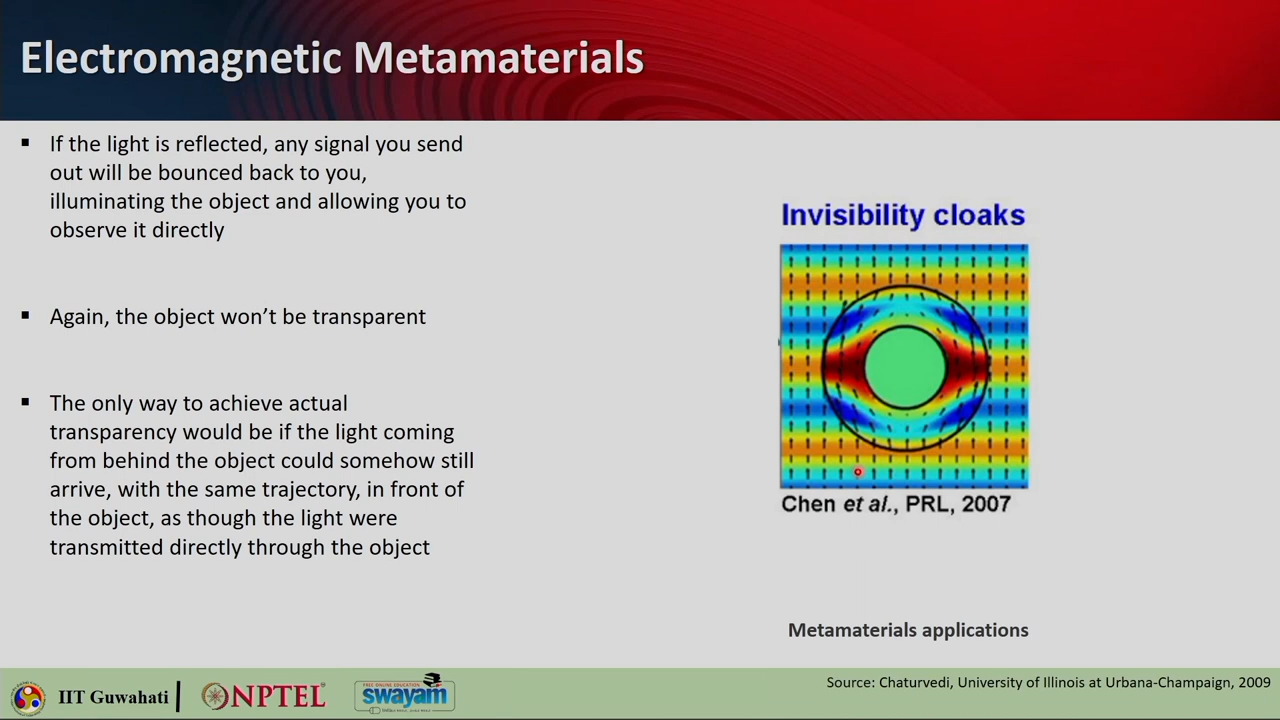 Electromagnetic Metamaterials
▪ If the light is reflected, any signal you send
out will be bounced back to you,
illuminating the object and allowing you to
observe it directly
▪ Again, the object won't be transparent
▪ The only way to achieve actual
transparency would be if the light coming
from behind the object could somehow still
arrive, with the same trajectory, in front of
the object, as though the light were
transmitted directly through the object
Invisibility cloaks
Chen et al., PRL, 2007
Metamaterials applications
IIT Guwahati
NPTEL
FREE ONLINE EDUCATION
swayam
Source: Chaturvedi, University of Illinois at Urbana-Champaign, 2009